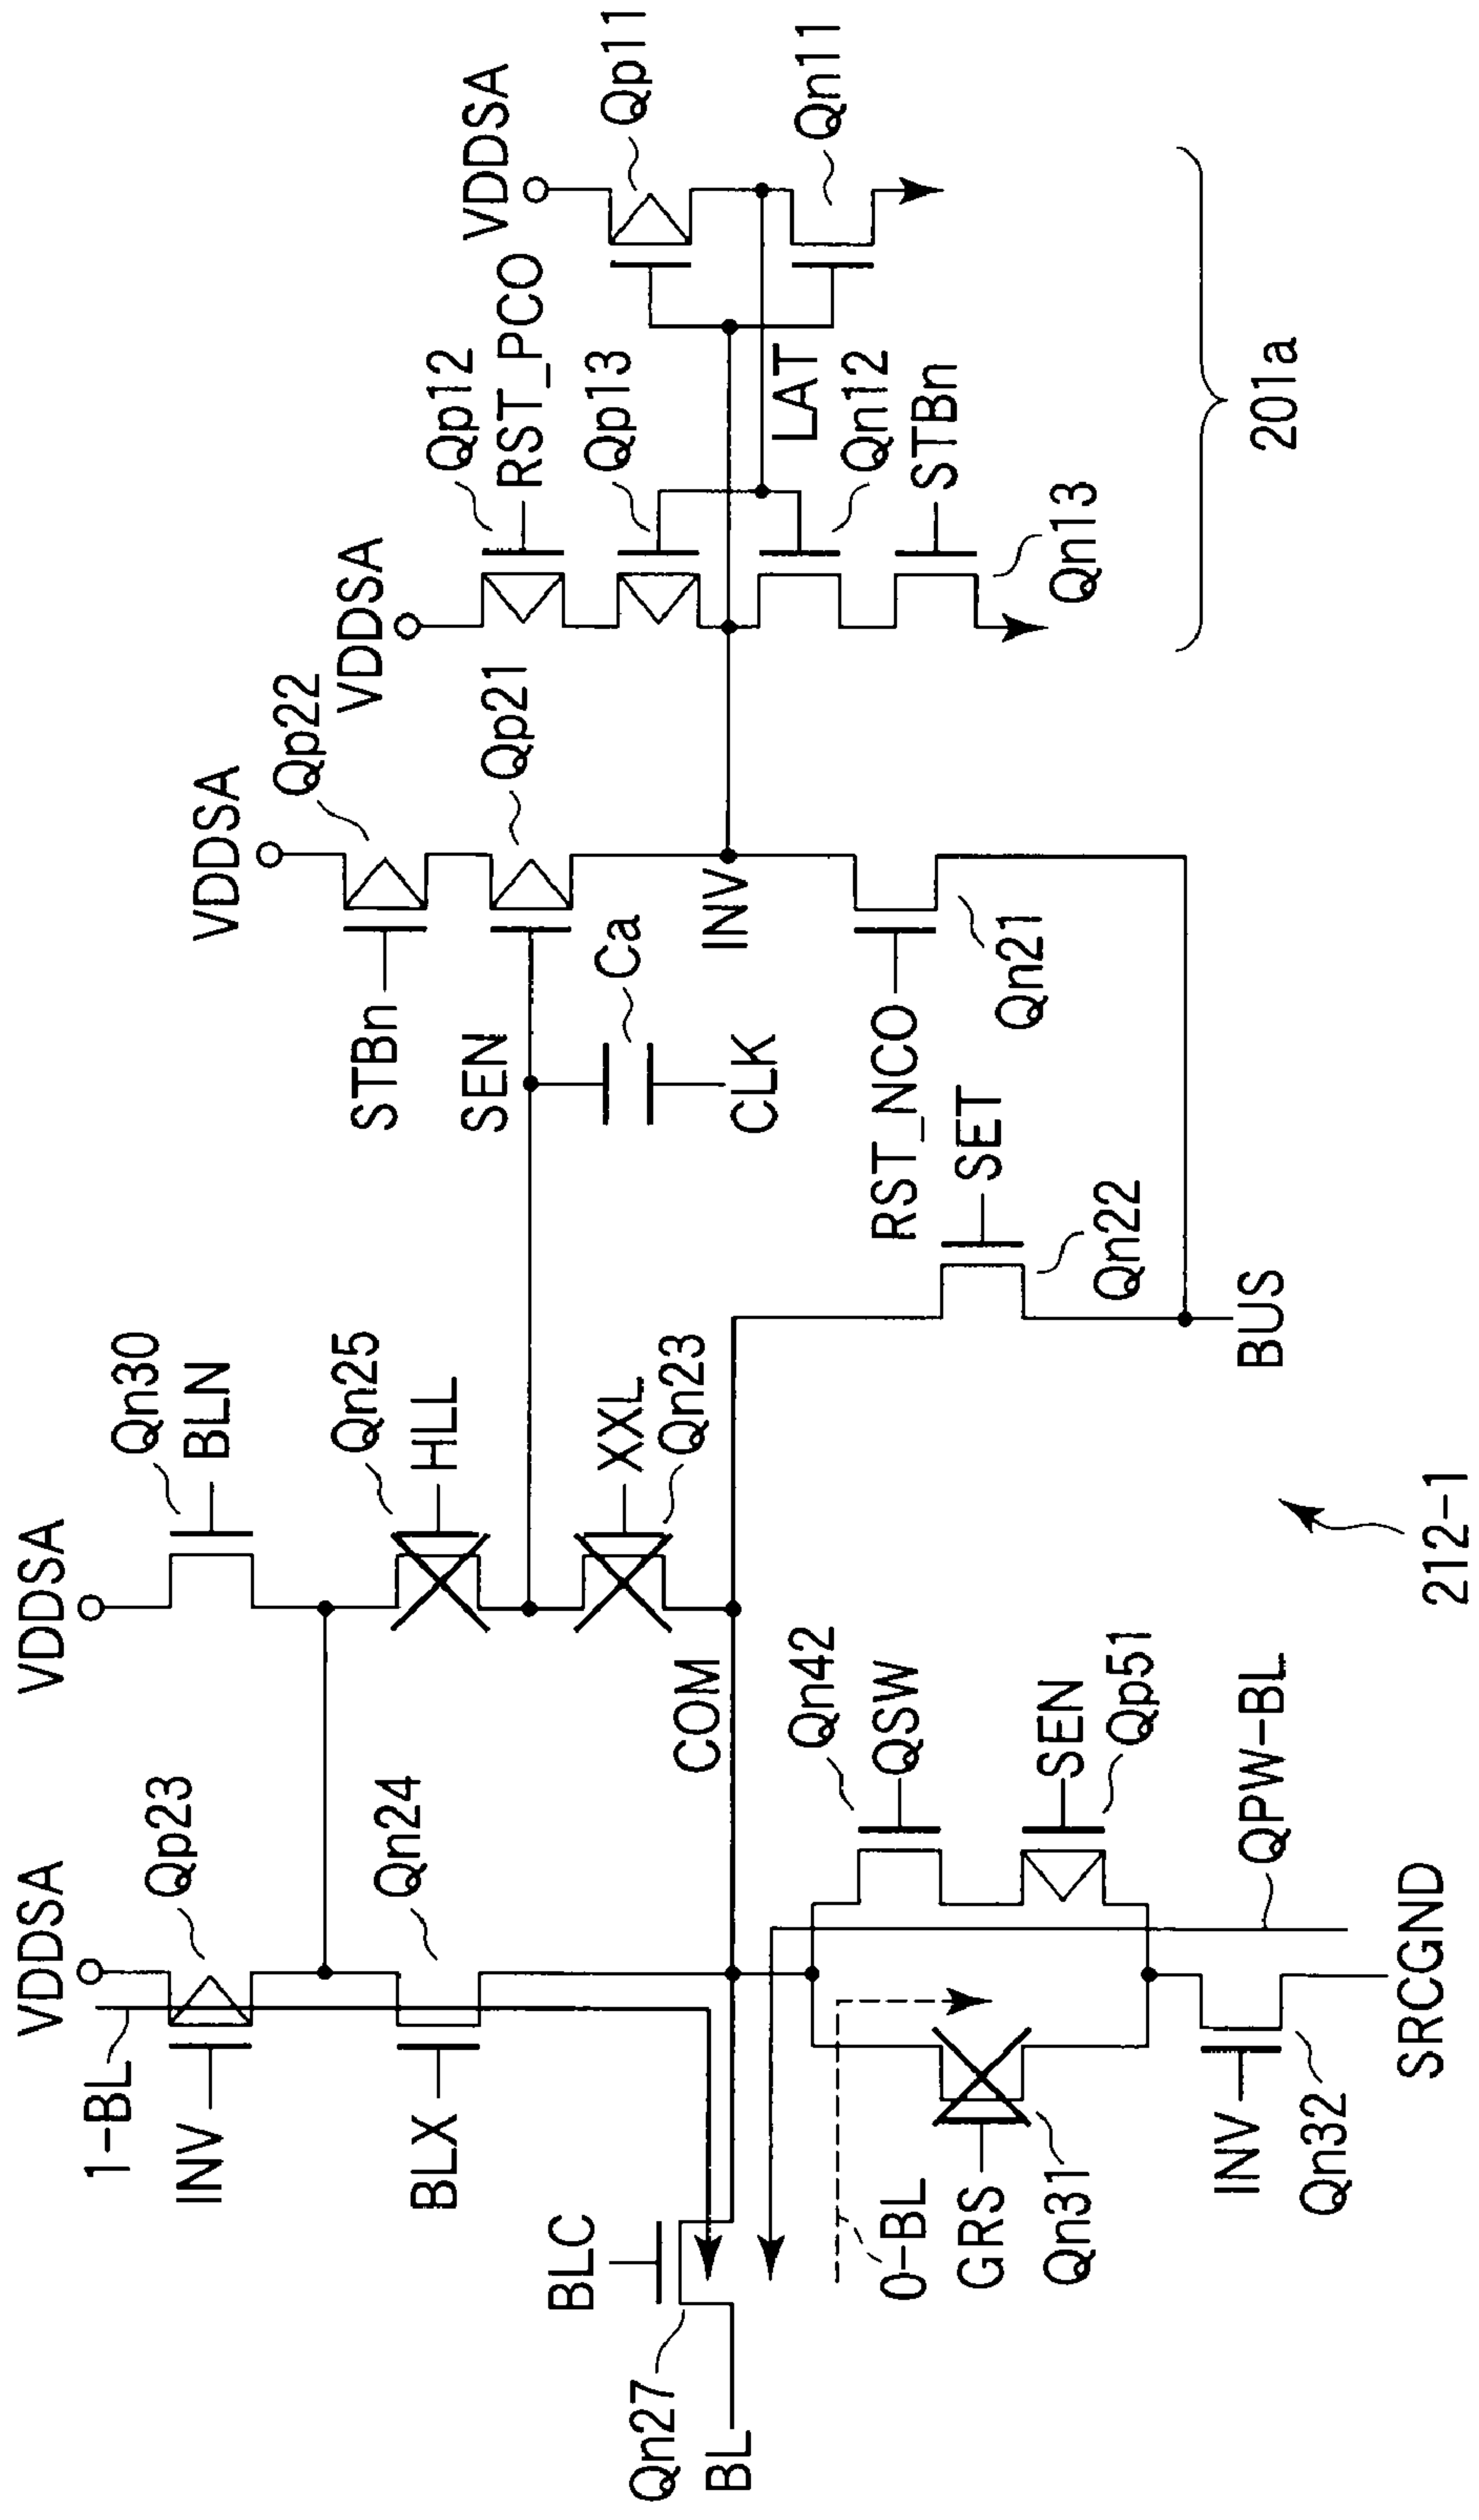 VDDSA
VDDSA
1-BL
Qp23
INV
Qn30
BLN
VDDSA
Qp22
VDDSA
VDDSA
Qn24
BLX
Qn25
HLL
STBn
Qp21
Qp12
RST_PCO
Qp11
SEN
XXL
Qn23
Ca
Qp13
BLC
COM
CLK
INV
LAT
Qn11
Qn27
BL
Qn42
QSW
RST_NCO
SET
Qn21
Qn12
STBn
0-BL
GRS
Qn31
SEN
Qp51
Qn22
Qn13
INV
Qn32
QPW-BL
BUS
201a
SRCGND
212-1